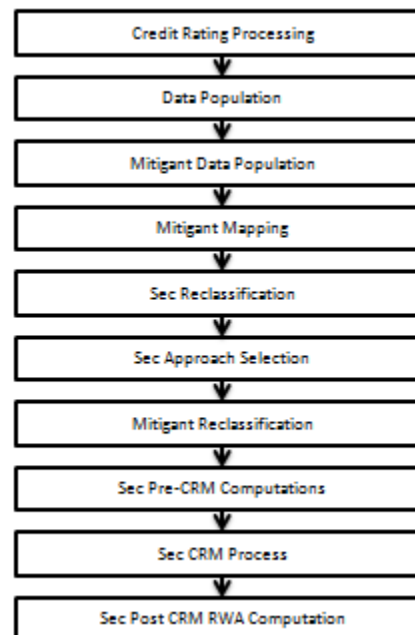 Credit Rating Processing
Data Population
Mitigant Data Population
Mitigant Mapping
Sec Reclassification
Sec Approach Selection
Mitigant Reclassification
Sec Pre-CRM Computations
Sec CRM Process
Sec Post CRM RWA Computation